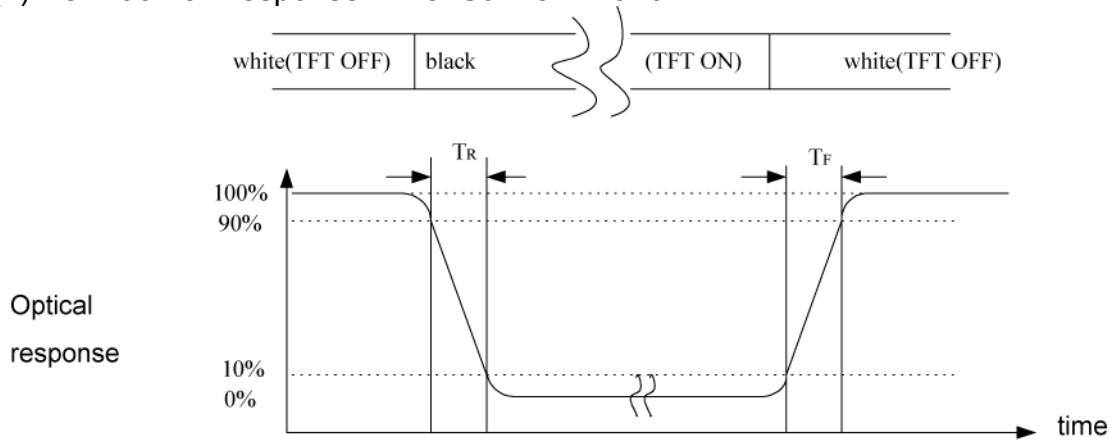 white(TFT OFF) black (TFT ON) white(TFT OFF)
TR TF
100%
90%
Optical
response
10%
0%
time